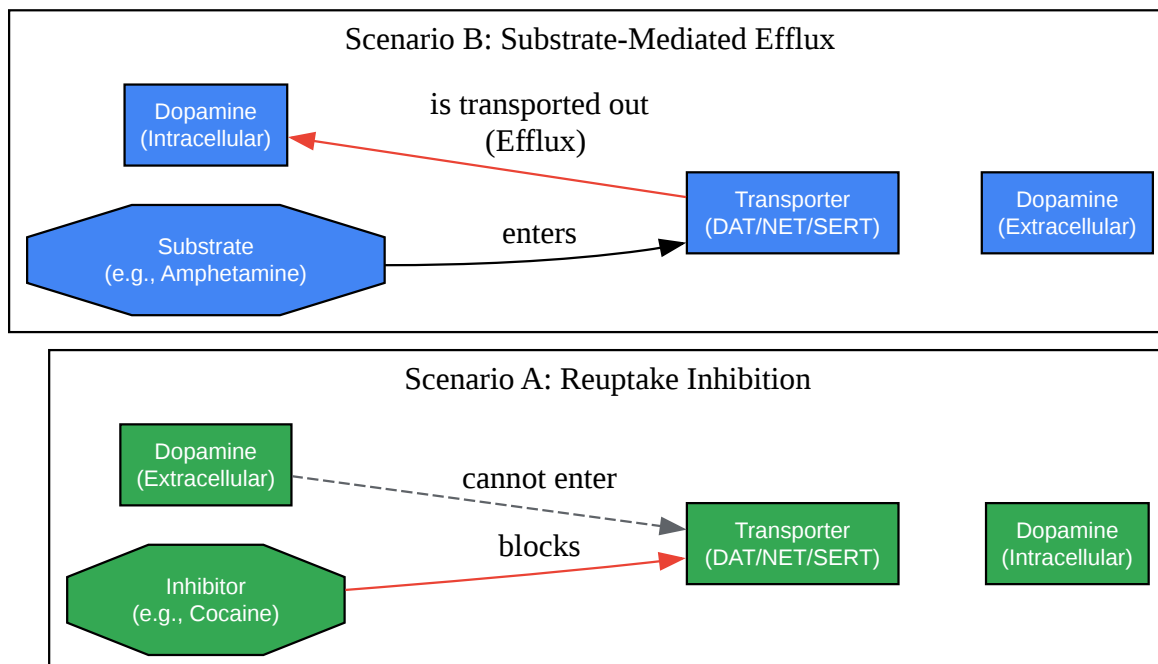 Scenario B: Substrate-Mediated Efflux
Dopamine
(Intracellular)
is transported out
(Efflux)
Transporter
(DAT/NET/SERT)
Dopamine
(Extracellular)
Substrate
(e.g., Amphetamine)
enters
Scenario A: Reuptake Inhibition
Dopamine
(Extracellular)
cannot enter
Transporter
(DAT/NET/SERT)
Dopamine
(Intracellular)
blocks
Inhibitor
(e.g., Cocaine)